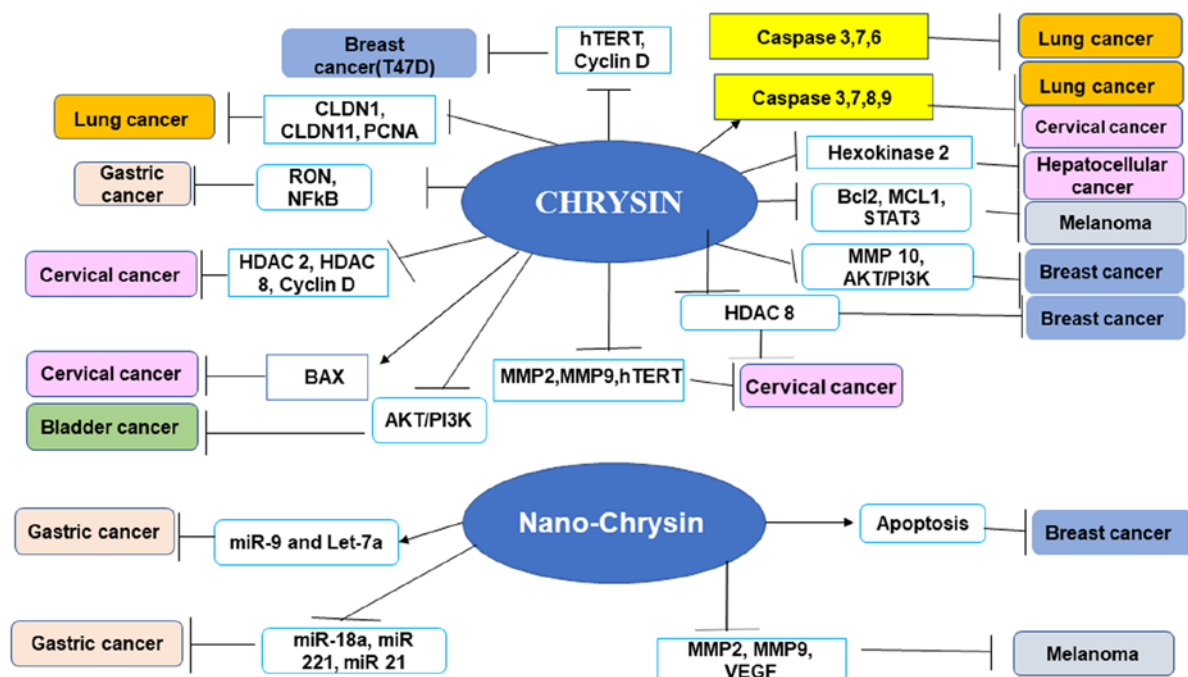 Breast
cancer(T47D)
hTERT,
Cyclin D
Caspase 3,7,6
Lung cancer
Lung cancer
CLDN1,
CLDN11, PCNA
Caspase 3,7,8,9
Lung cancer
Cervical cancer
Gastric
cancer
RON,
NFkB
CHRYSIN
Hexokinase 2
Hepatocellular
cancer
Bcl2, MCL1,
STAT3
Melanoma
Cervical cancer
HDAC 2, HDAC
8, Cyclin D
MMP 10,
AKT/PI3K
Breast cancer
HDAC 8
Breast cancer
Cervical cancer
BAX
MMP2,MMP9,hTERT
Cervical cancer
Bladder cancer
AKT/PI3K
Gastric cancer
miR-9 and Let-7a
Nano-Chrysin
Apoptosis
Breast cancer
Gastric cancer
miR-18a, miR
221, miR 21
MMP2, MMP9,
VEGF
Melanoma